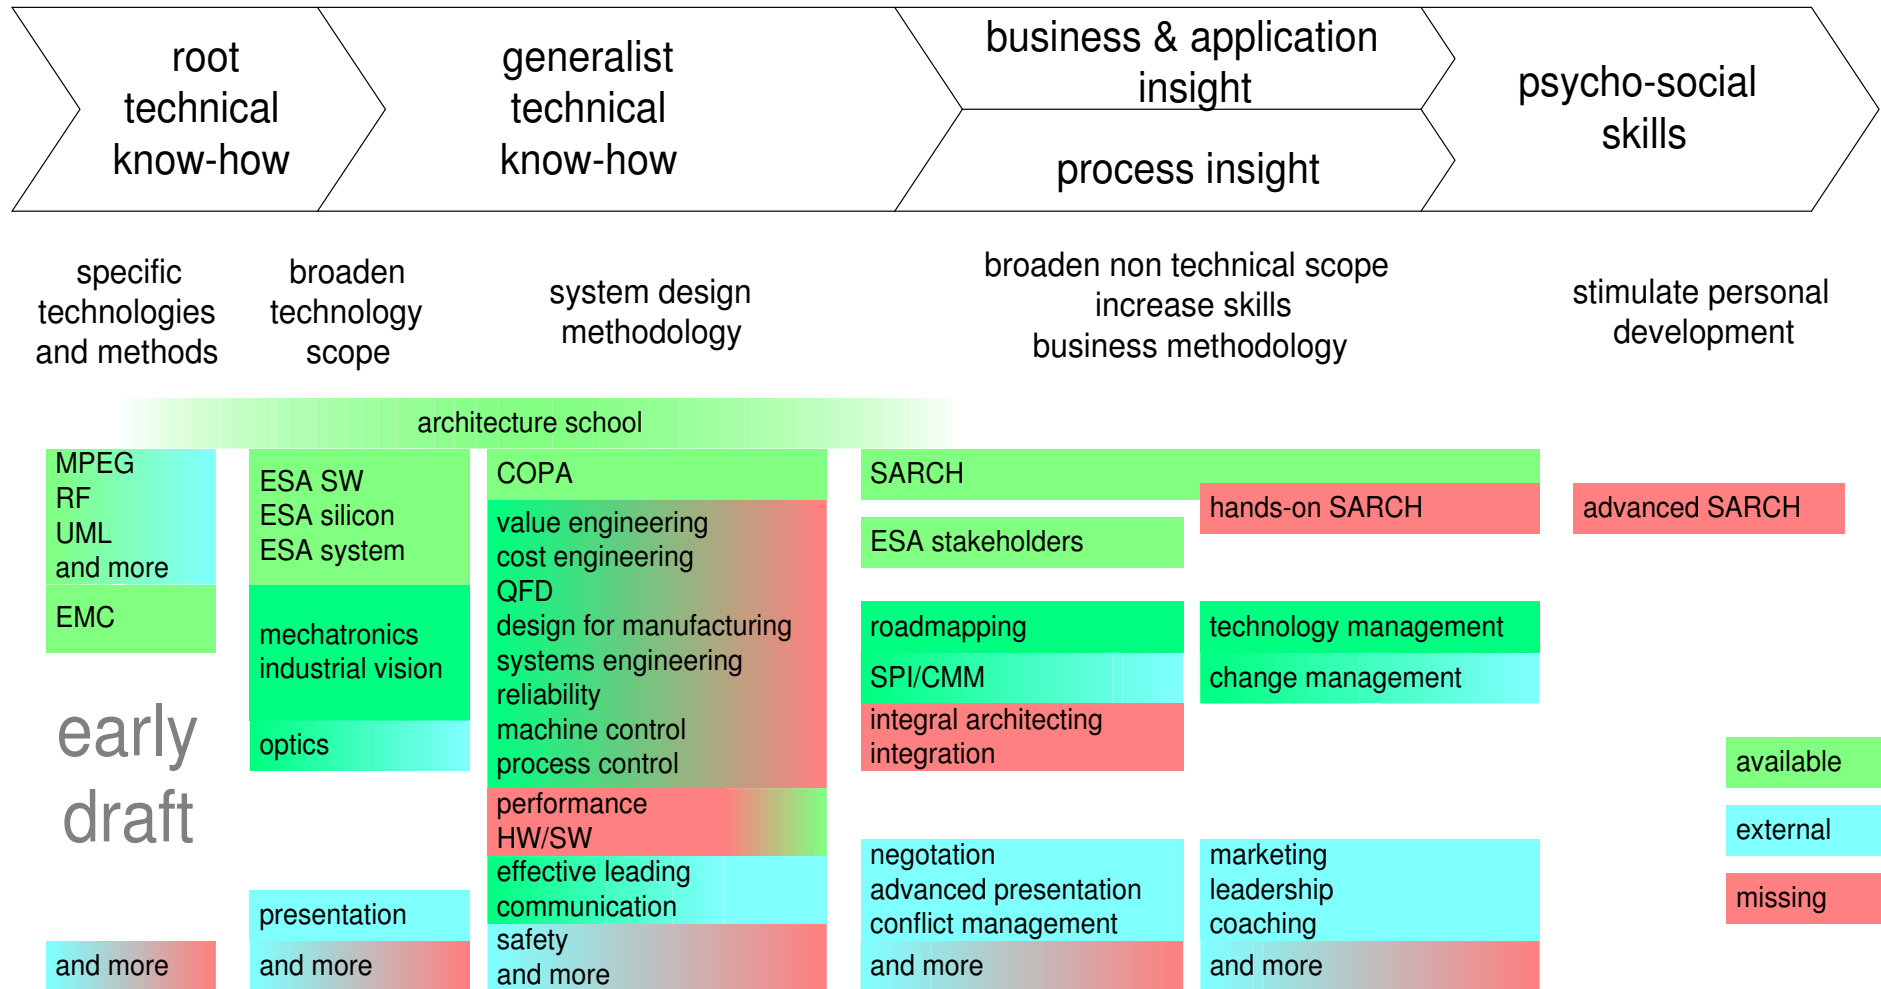 root
technical
know-how
generalist
technical
know-how
business & application
insight
process insight
psycho-social
skills
specific
technologies
and methods
broaden
technology
scope
system design
methodology
broaden non technical scope
increase skills
business methodology
stimulate personal
development
architecture school
MPEG
RF
UML
and more
EMC
early
draft
and more
ESA SW
ESA silicon
ESA system
mechatronics
industrial vision
optics
presentation
and more
COPA
value engineering
cost engineering
QFD
design for manufacturing
systems engineering
reliability
machine control
process control
performance
HW/SW
effective leading
communication
safety
and more
SARCH
ESA stakeholders
roadmapping
SPI/CMM
integral architecting
integration
negotation
advanced presentation
conflict management
and more
hands-on SARCH
technology management
change management
marketing
leadership
coaching
and more
advanced SARCH
available
external
missing